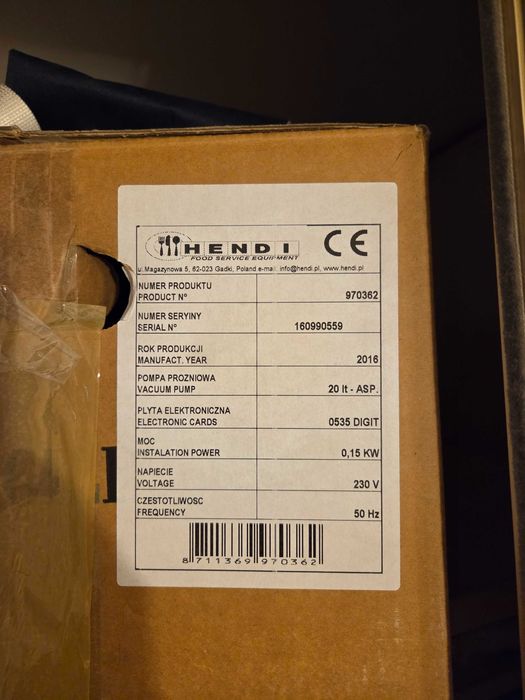 HENDI
FOOD SERVICE EQUIPMENT
CE
ul.Magazynowa 5, 62-023 Gadki, Poland e-mail. info@hendi.pl, www.hendi.pl
NUMER PRODUKTU
PRODUCT Nº 970362
NUMER SERYINY
SERIAL Nº 160990559
ROK PRODUKCJI
MANUFACT. YEAR 2016
POMPA PROZNIOWA
VACUUM PUMP 20 lt - ASP.
PLYTA ELEKTRONICZNA
ELECTRONIC CARDS 0535 DIGIT
MOC
INSTALATION POWER 0,15 KW
NAPIECIE
VOLTAGE 230 V
CZESTOTLIWOSC
FREQUENCY 50 Hz
8 711369 970362